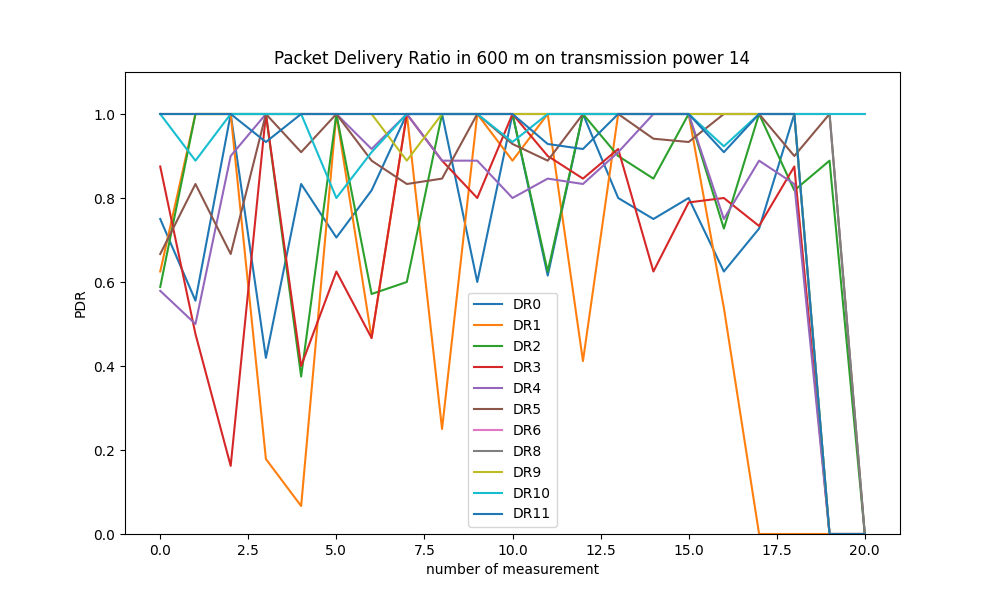 Packet Delivery Ratio in 600 m on transmission power 14
1.0
0.8
0.6
0.4
0.2
0.0
PDR
DR0
DR1
DR2
DR3
DR4
DR5
DR6
DR8
DR9
DR10
DR11
0.0 2.5 5.0 7.5 10.0 12.5 15.0 17.5 20.0
number of measurement